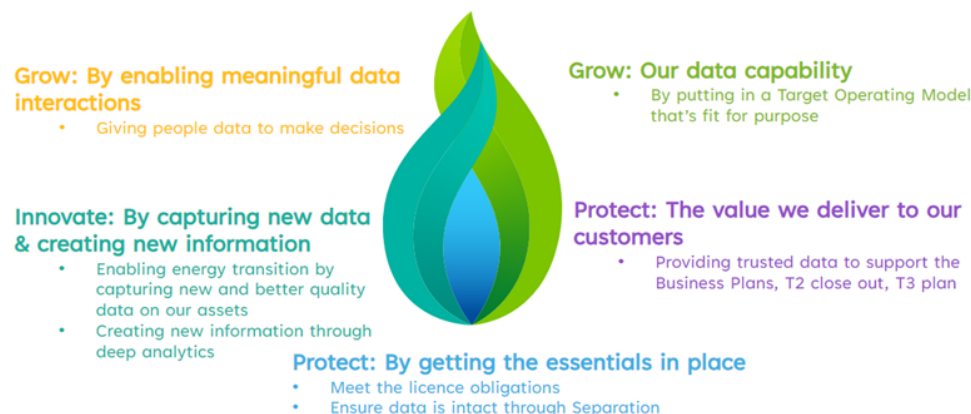 Grow: By enabling meaningful data
interactions
• Giving people data to make decisions
Grow: Our data capability
• By putting in a Target Operating Model
that's fit for purpose
Innovate: By capturing new data
& creating new information
• Enabling energy transition by
capturing new and better quality
data on our assets
• Creating new information through
deep analytics
Protect: The value we deliver to our
customers
• Providing trusted data to support the
Business Plans, T2 close out, T3 plan
Protect: By getting the essentials in place
• Meet the licence obligations
• Ensure data is intact through Separation